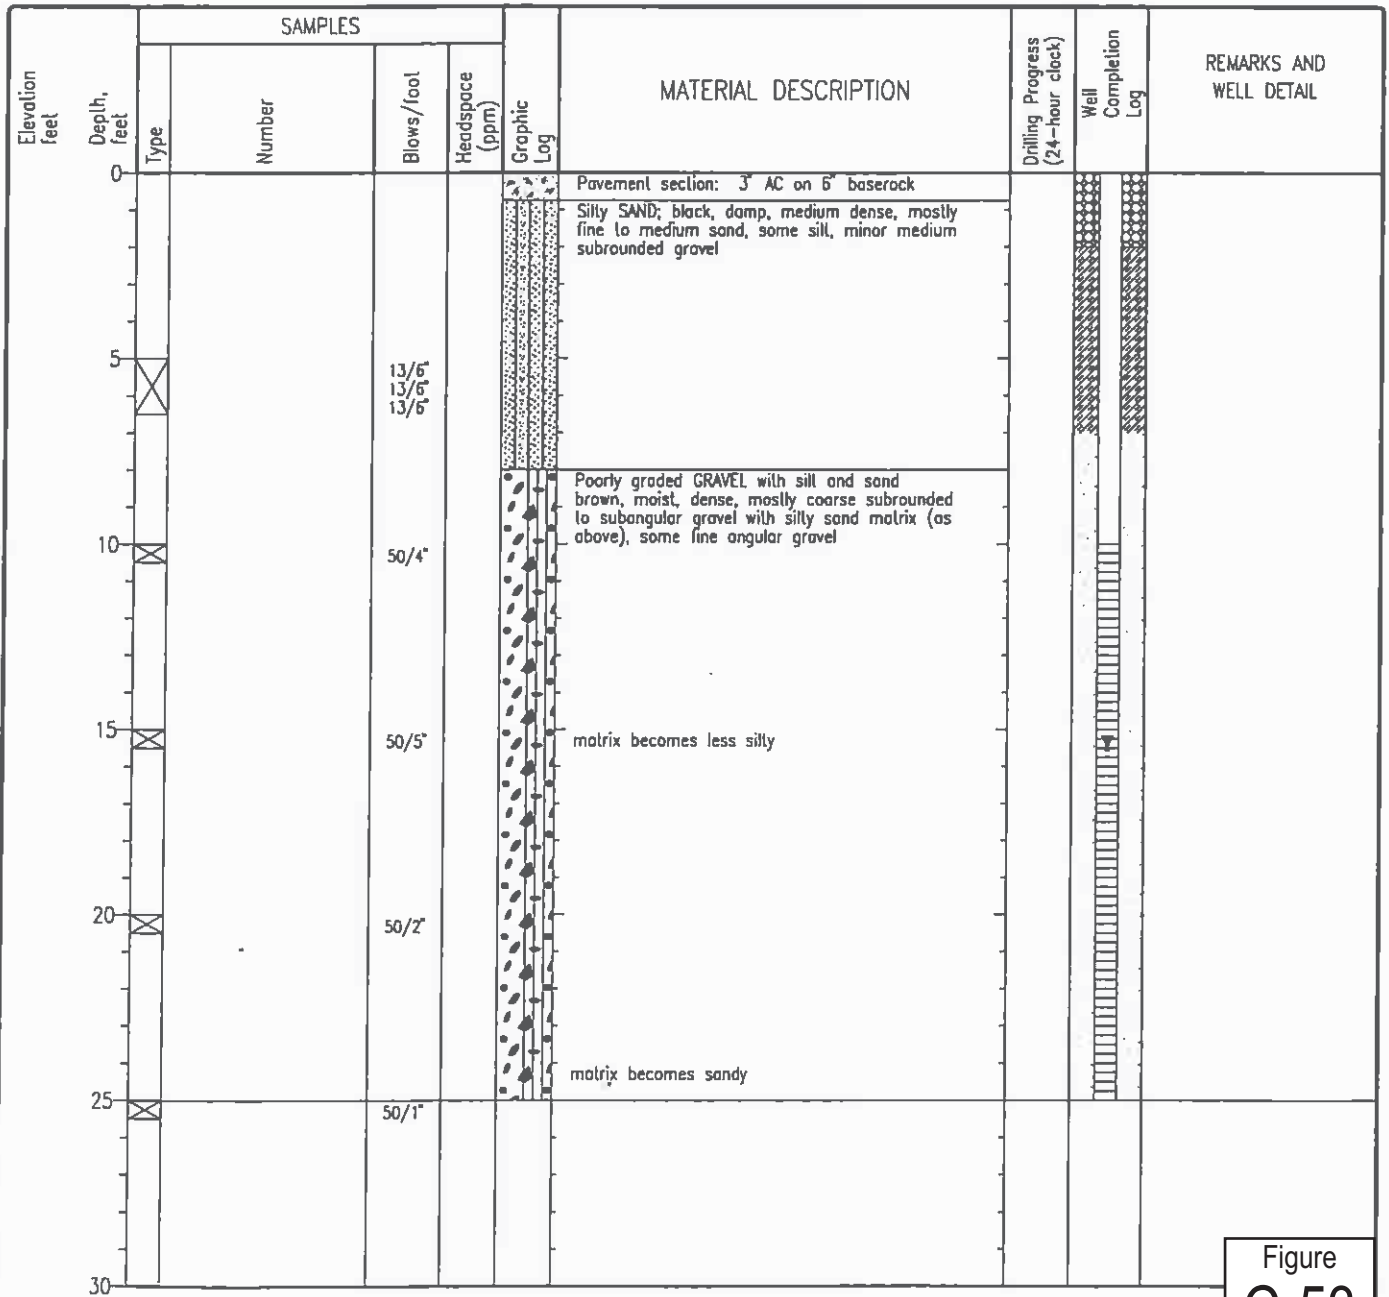 SAMPLES
Elevation
feet
Depth,
feet
Type
Number
Blows/foot
Headspace
(ppm)
Graphic
Log
MATERIAL DESCRIPTION
Drilling Progress
(24-hour clock)
Well
Completion
Log
REMARKS AND
WELL DETAIL
0
Pavement section: 3" AC on 6" baserock
Silty SAND; black, damp, medium dense, mostly
fine to medium sand, some silt, minor medium
subrounded gravel
5
13/6"
13/6"
13/6"
Poorly graded GRAVEL with silt and sand
brown, moist, dense, mostly coarse subrounded
to subangular gravel with silty sand matrix (as
above), some fine angular gravel
10
50/4"
15
50/5"
matrix becomes less silty
20
50/2"
matrix becomes sandy
25
50/1"
30
Figure